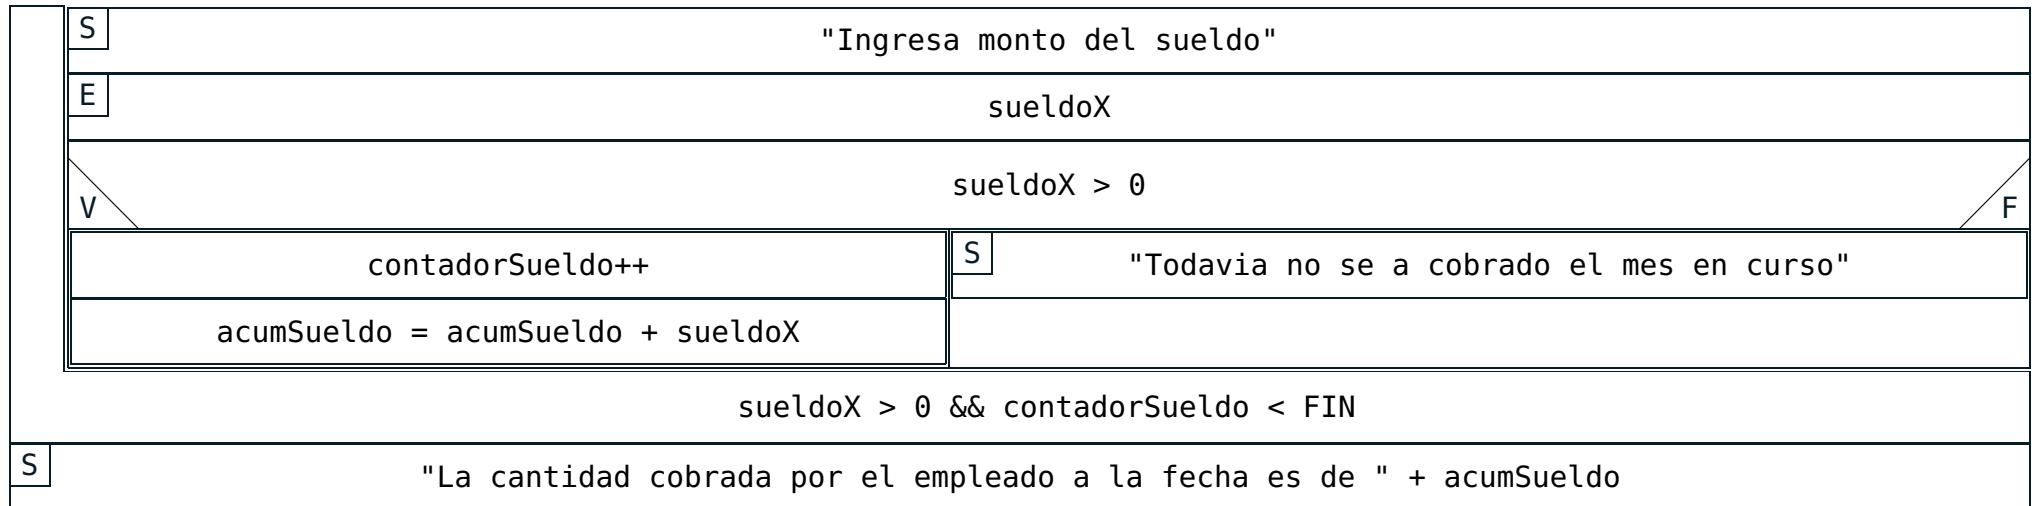 S "Ingresa monto del sueldo"
E sueldoX
sueldoX > 0
V F
contadorSueldo++
S "Todavia no se a cobrado el mes en curso"
acumSueldo = acumSueldo + sueldoX
sueldoX > 0 && contadorSueldo < FIN
S "La cantidad cobrada por el empleado a la fecha es de " + acumSueldo